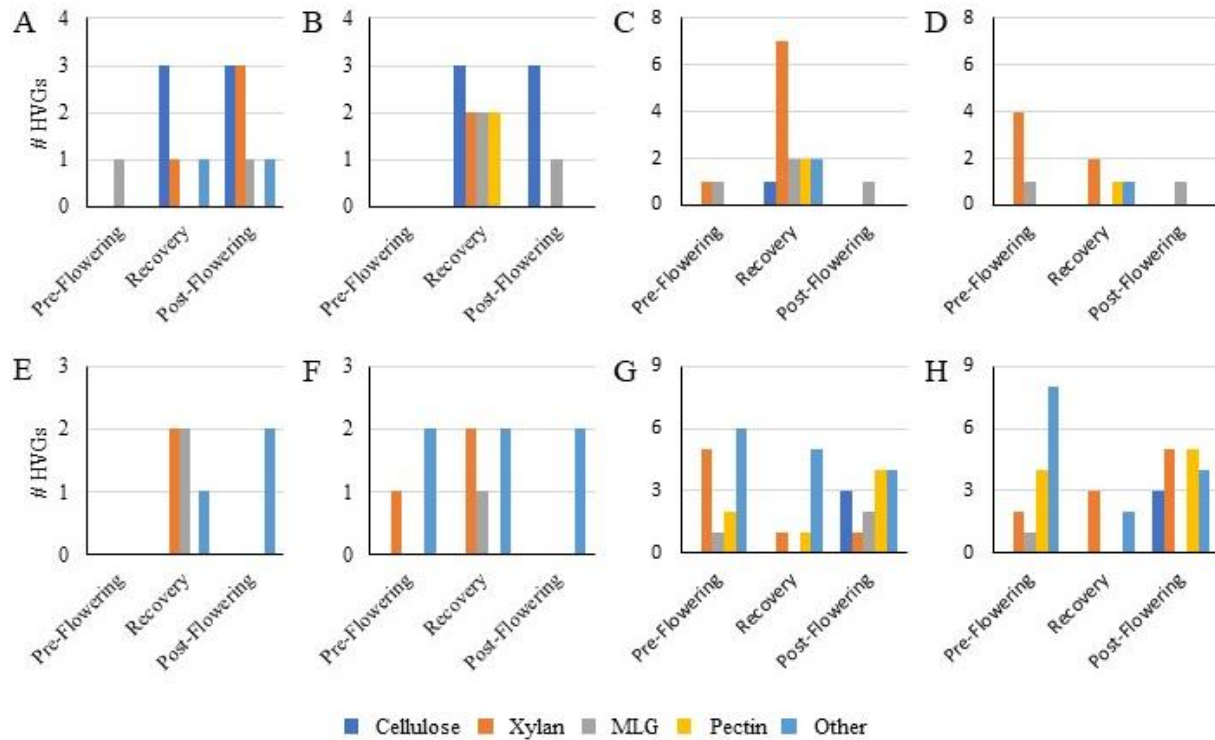 A
B
C
D
# HVGs
4
3
2
1
0
Pre-Flowering
Recovery
Post-Flowering
4
3
2
1
0
Pre-Flowering
Recovery
Post-Flowering
8
6
4
2
0
Pre-Flowering
Recovery
Post-Flowering
8
6
4
2
0
Pre-Flowering
Recovery
Post-Flowering
E
F
G
H
# HVGs
3
2
1
0
Pre-Flowering
Recovery
Post-Flowering
3
2
1
0
Pre-Flowering
Recovery
Post-Flowering
9
6
3
0
Pre-Flowering
Recovery
Post-Flowering
9
6
3
0
Pre-Flowering
Recovery
Post-Flowering
Cellulose Xylan MLG Pectin Other